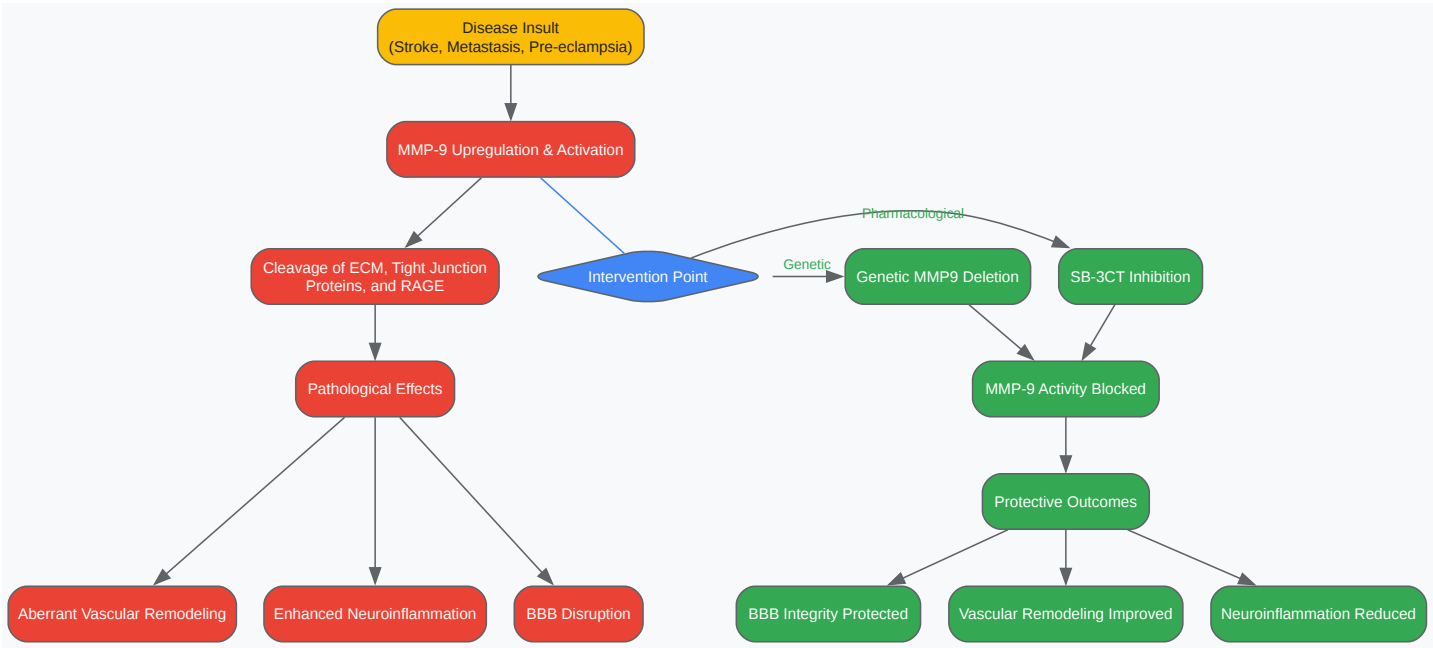 Disease Insult
(Stroke, Metastasis, Pre-eclampsia)
MMP-9 Upregulation & Activation
Pharmacological
Cleavage of ECM, Tight Junction
Proteins, and RAGE
Intervention Point
Genetic
Genetic MMP9 Deletion
SB-3CT Inhibition
Pathological Effects
MMP-9 Activity Blocked
Protective Outcomes
Aberrant Vascular Remodeling
Enhanced Neuroinflammation
BBB Disruption
BBB Integrity Protected
Vascular Remodeling Improved
Neuroinflammation Reduced